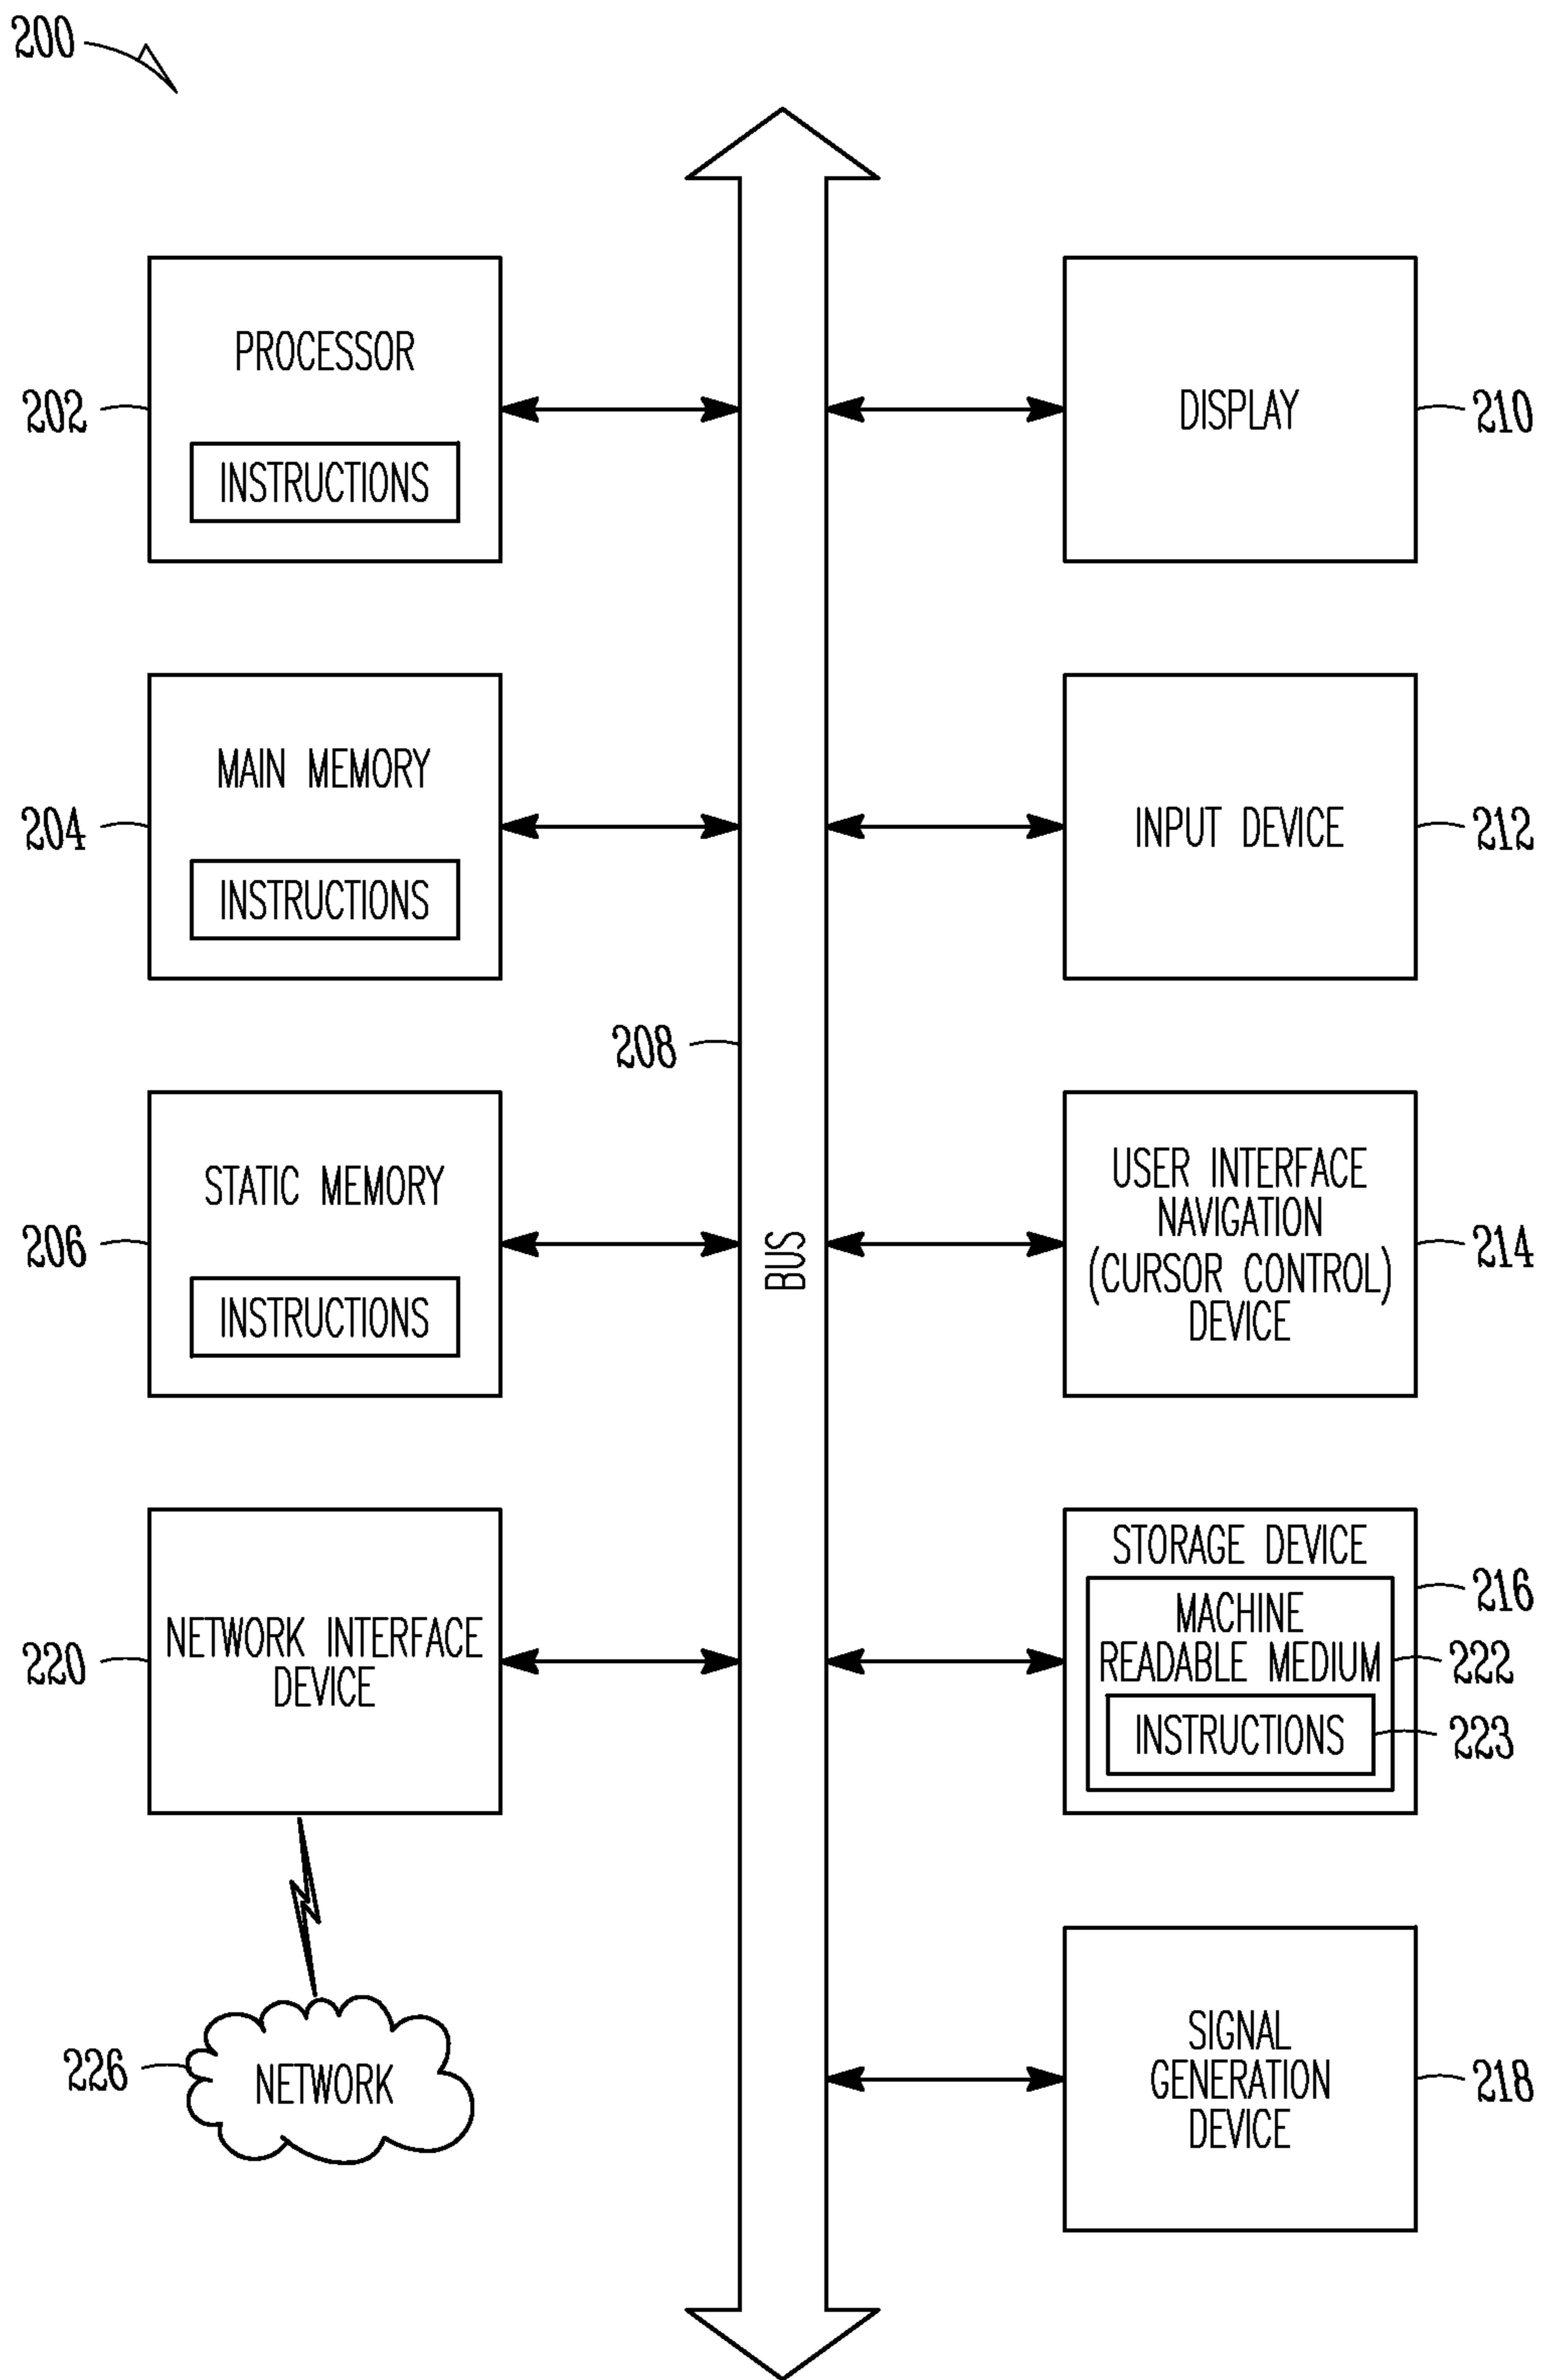 200
PROCESSOR
INSTRUCTIONS
202
MAIN MEMORY
INSTRUCTIONS
204
STATIC MEMORY
INSTRUCTIONS
206
NETWORK INTERFACE
DEVICE
220
NETWORK
226
208
BUS
DISPLAY
210
INPUT DEVICE
212
USER INTERFACE
NAVIGATION
(CURSOR CONTROL)
DEVICE
214
STORAGE DEVICE
216
MACHINE
READABLE MEDIUM
222
INSTRUCTIONS
223
SIGNAL
GENERATION
DEVICE
218